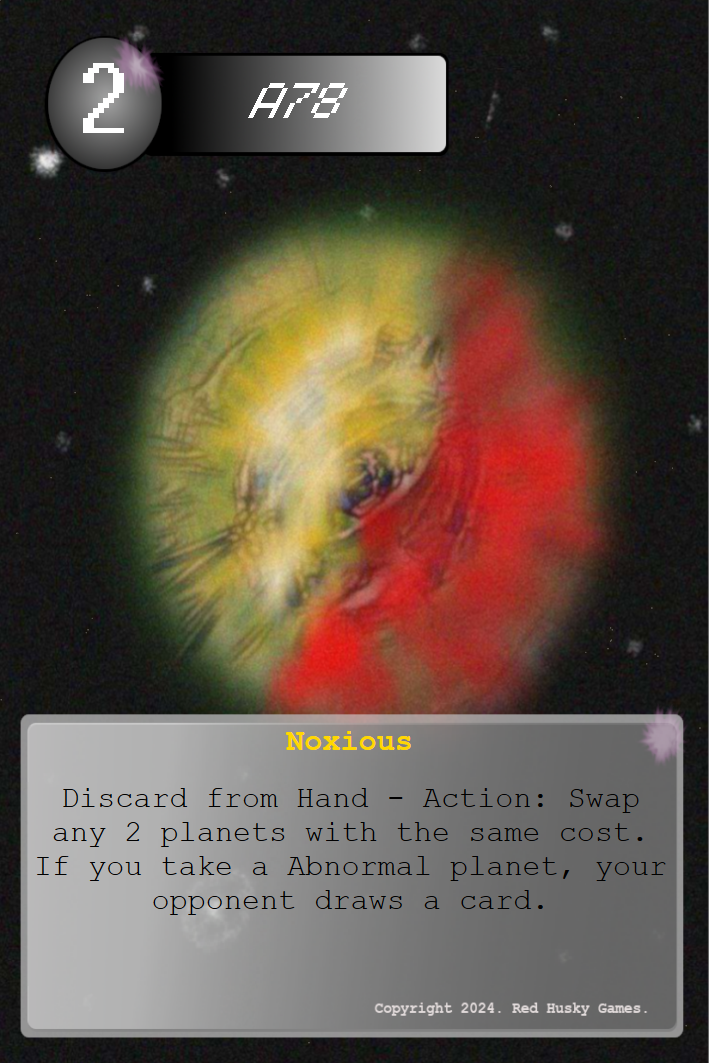 2
A78
Noxious
Discard from Hand - Action: Swap
any 2 planets with the same cost.
If you take a Abnormal planet, your
opponent draws a card.
Copyright 2024. Red Husky Games.